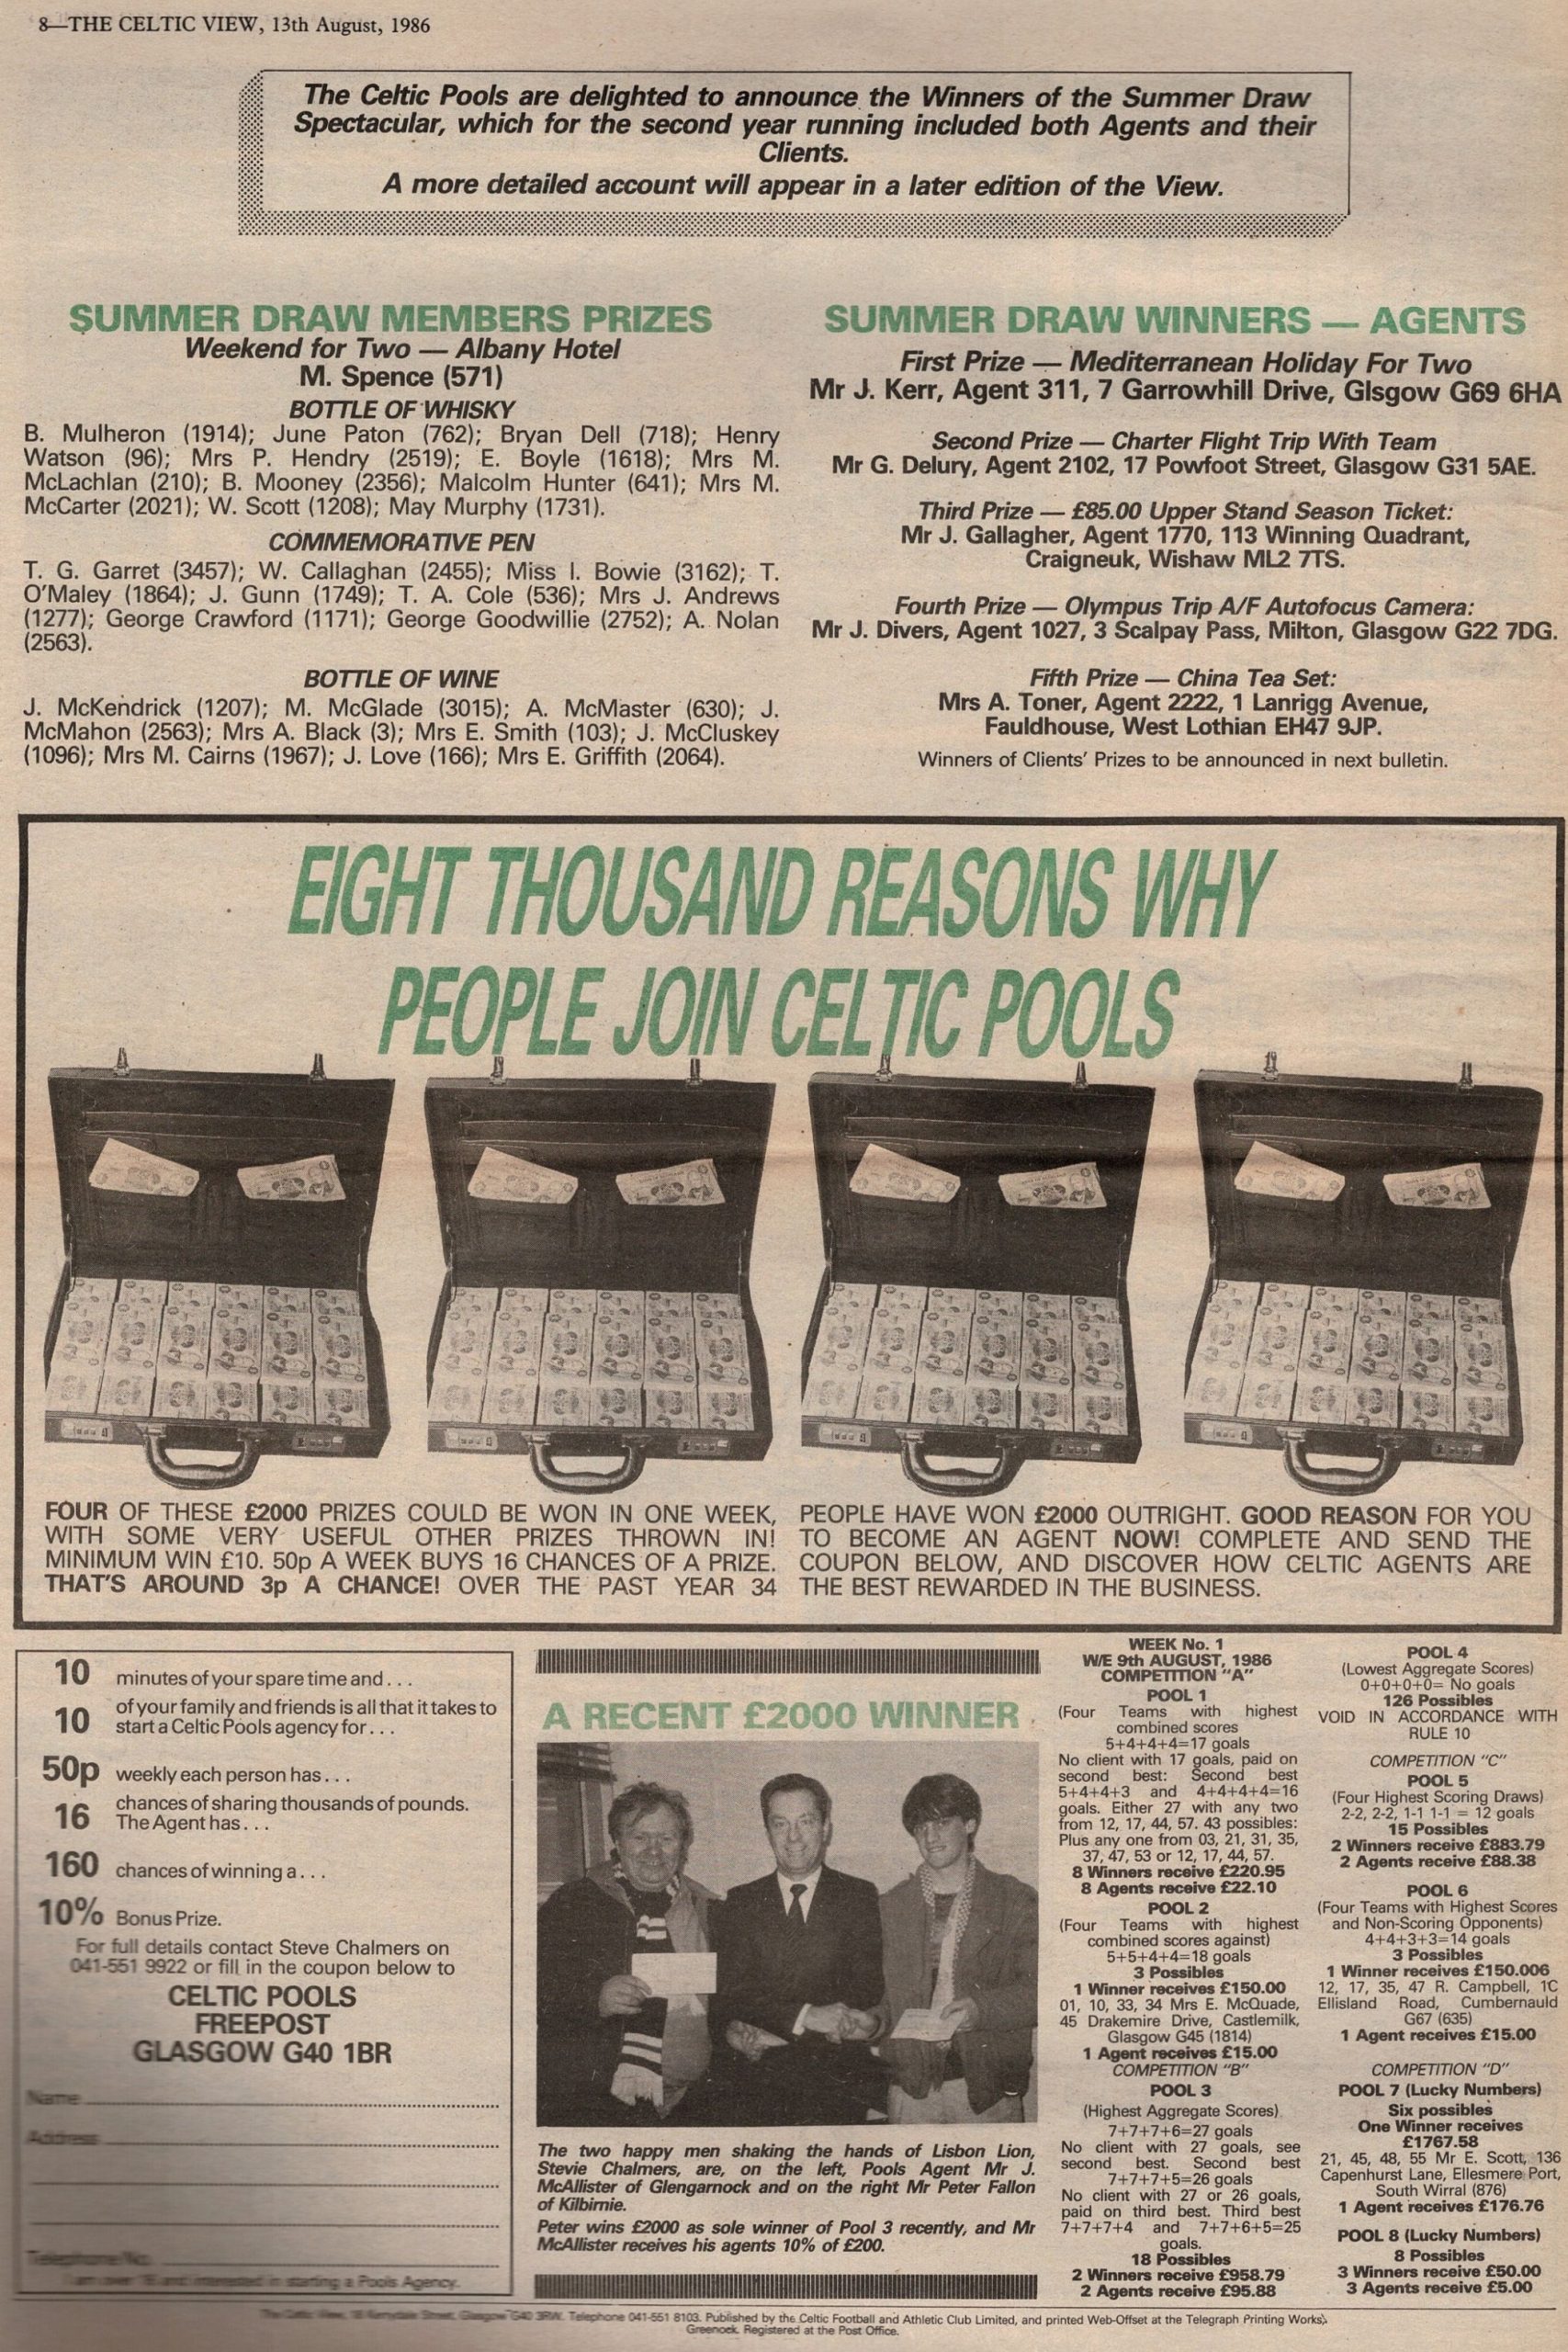 8—THE CELTIC VIEW, 13th August, 1986
The Celtic Pools are delighted to announce the Winners of the Summer Draw
Spectacular, which for the second year running included both Agents and their
Clients.
A more detailed account will appear in a later edition of the View.
SUMMER DRAW MEMBERS PRIZES
Weekend for Two — Albany Hotel
M. Spence (571)
BOTTLE OF WHISKY
B. Mulheron (1914); June Paton (762); Bryan Dell (718); Henry
Watson (96); Mrs P. Hendry (2519); E. Boyle (1618); Mrs M.
McLachlan (210); B. Mooney (2356); Malcolm Hunter (641); Mrs M.
McCarter (2021); W. Scott (1208); May Murphy (1731).
COMMEMORATIVE PEN
T. G. Garret (3457); W. Callaghan (2455); Miss I. Bowie (3162); T.
O'Maley (1864); J. Gunn (1749); T. A. Cole (536); Mrs J. Andrews
(1277); George Crawford (1171); George Goodwillie (2752); A. Nolan
(2563).
BOTTLE OF WINE
J. McKendrick (1207); M. McGlade (3015); A. McMaster (630); J.
McMahon (2563); Mrs A. Black (3); Mrs E. Smith (103); J. McCluskey
(1096); Mrs M. Cairns (1967); J. Love (166); Mrs E. Griffith (2064).
SUMMER DRAW WINNERS — AGENTS
First Prize — Mediterranean Holiday For Two
Mr J. Kerr, Agent 311, 7 Garrowhill Drive, Glsgow G69 6HA
Second Prize — Charter Flight Trip With Team
Mr G. Delury, Agent 2102, 17 Powfoot Street, Glasgow G31 5AE.
Third Prize — £85.00 Upper Stand Season Ticket:
Mr J. Gallagher, Agent 1770, 113 Winning Quadrant,
Craigneuk, Wishaw ML2 7TS.
Fourth Prize — Olympus Trip A/F Autofocus Camera:
Mr J. Divers, Agent 1027, 3 Scalpay Pass, Milton, Glasgow G22 7DG.
Fifth Prize — China Tea Set:
Mrs A. Toner, Agent 2222, 1 Lanrigg Avenue,
Fauldhouse, West Lothian EH47 9JP.
Winners of Clients' Prizes to be announced in next bulletin.
EIGHT THOUSAND REASONS WHY
PEOPLE JOIN CELTIC POOLS
FOUR OF THESE £2000 PRIZES COULD BE WON IN ONE WEEK,
WITH SOME VERY USEFUL OTHER PRIZES THROWN IN!
MINIMUM WIN £10. 50p A WEEK BUYS 16 CHANCES OF A PRIZE.
THAT'S AROUND 3p A CHANCE! OVER THE PAST YEAR 34
PEOPLE HAVE WON £2000 OUTRIGHT. GOOD REASON FOR YOU
TO BECOME AN AGENT NOW! COMPLETE AND SEND THE
COUPON BELOW, AND DISCOVER HOW CELTIC AGENTS ARE
THE BEST REWARDED IN THE BUSINESS.
10 minutes of your spare time and...
10 of your family and friends is all that it takes to
start a Celtic Pools agency for...
50p weekly each person has...
16 chances of sharing thousands of pounds.
The Agent has...
160 chances of winning a...
10% Bonus Prize.
For full details contact Steve Chalmers on
041-551 9922 or fill in the coupon below to
CELTIC POOLS
FREEPOST
GLASGOW G40 1BR
Name
Address
Telephone No.
I am over 18 and interested in starting a Pools Agency.
A RECENT £2000 WINNER
The two happy men shaking the hands of Lisbon Lion,
Stevie Chalmers, are, on the left, Pools Agent Mr J.
McAllister of Glengarnock and on the right Mr Peter Fallon
of Kilbirnie.
Peter wins £2000 as sole winner of Pool 3 recently, and Mr
McAllister receives his agents 10% of £200.
WEEK No. 1
W/E 9th AUGUST, 1986
COMPETITION "A"
POOL 1
(Four Teams with highest
combined scores
5+4+4+4=17 goals
No client with 17 goals, paid on
second best: Second best
5+4+4+3 and 4+4+4+4=16
goals. Either 27 with any two
from 12, 17, 44, 57. 43 possibles:
Plus any one from 03, 21, 31, 35,
37, 47, 53 or 12, 17, 44, 57.
8 Winners receive £220.95
8 Agents receive £22.10
POOL 2
(Four Teams with highest
combined scores against)
5+5+4+4=18 goals
3 Possibles
1 Winner receives £150.00
01, 10, 33, 34 Mrs E. McQuade,
45 Drakemire Drive, Castlemilk,
Glasgow G45 (1814)
1 Agent receives £15.00
COMPETITION "B"
POOL 3
(Highest Aggregate Scores)
7+7+7+6=27 goals
No client with 27 goals, see
second best. Second best
7+7+7+5=26 goals
No client with 27 or 26 goals,
paid on third best. Third best
7+7+7+4 and 7+7+6+5=25
goals.
18 Possibles
2 Winners receive £958.79
2 Agents receive £95.88
POOL 4
(Lowest Aggregate Scores)
0+0+0+0= No goals
126 Possibles
VOID IN ACCORDANCE WITH
RULE 10
COMPETITION "C"
POOL 5
(Four Highest Scoring Draws)
2-2, 2-2, 1-1 1-1 = 12 goals
15 Possibles
2 Winners receive £883.79
2 Agents receive £88.38
POOL 6
(Four Teams with Highest Scores
and Non-Scoring Opponents)
4+4+3+3=14 goals
3 Possibles
1 Winner receives £150.006
12, 17, 35, 47 R. Campbell, 1C
Ellisland Road, Cumbernauld
G67 (635)
1 Agent receives £15.00
COMPETITION "D"
POOL 7 (Lucky Numbers)
Six possibles
One Winner receives
£1767.58
21, 45, 48, 55 Mr E. Scott, 136
Capenhurst Lane, Ellesmere Port,
South Wirral (876)
1 Agent receives £176.76
POOL 8 (Lucky Numbers)
8 Possibles
3 Winners receive £50.00
3 Agents receive £5.00
Glasgow G40 3RW. Telephone 041-551 8103. Published by the Celtic Football and Athletic Club Limited, and printed Web-Offset at the Telegraph Printing Works,
Greenock. Registered at the Post Office.